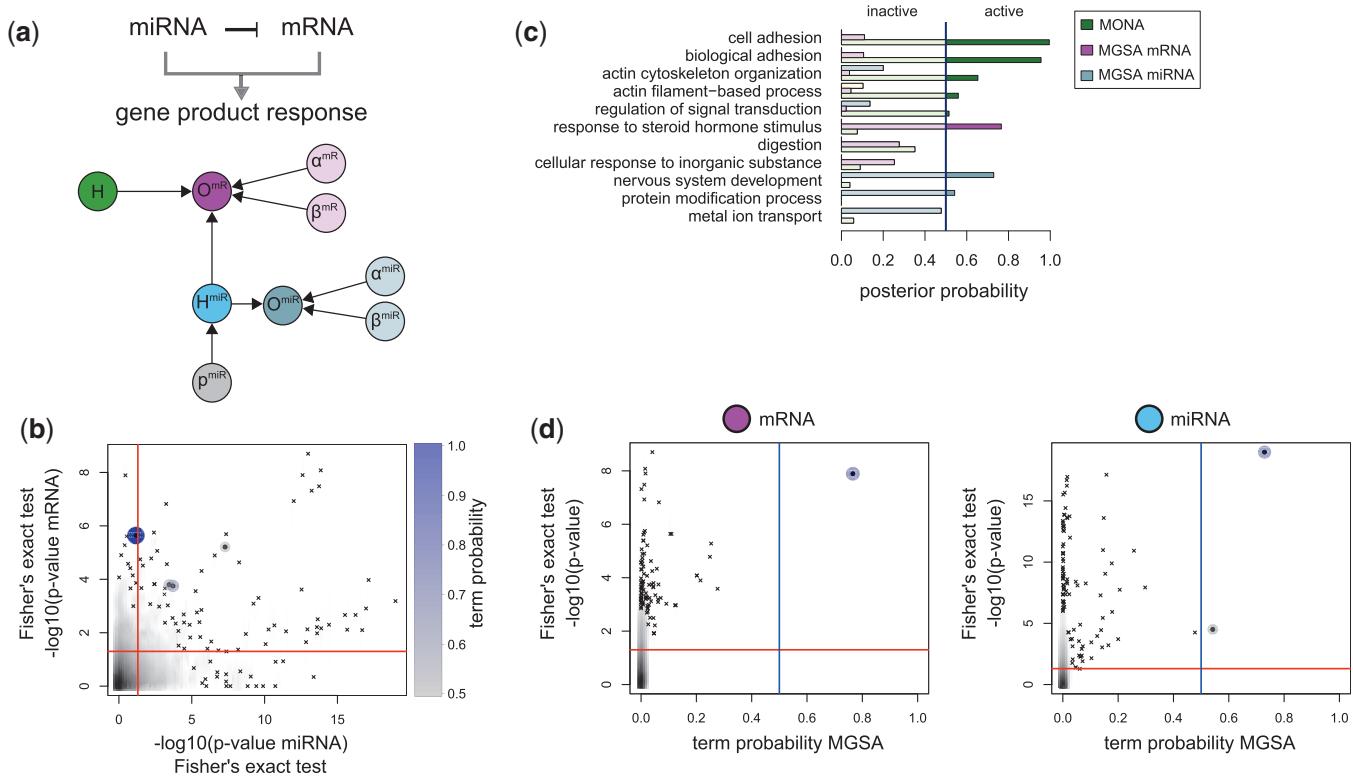 (a)
miRNA mRNA
gene product response
H
O^mR
α^mR
β^mR
H^miR
O^miR
α^miR
β^miR
p^miR
(c)
inactive active
cell adhesion
biological adhesion
actin cytoskeleton organization
actin filament−based process
regulation of signal transduction
response to steroid hormone stimulus
digestion
cellular response to inorganic substance
nervous system development
protein modification process
metal ion transport
0.0 0.2 0.4 0.6 0.8 1.0
posterior probability
MONA
MGSA mRNA
MGSA miRNA
(b)
Fisher's exact test
-log10(p-value mRNA)
8
6
4
2
0
0 5 10 15
-log10(p-value miRNA)
Fisher's exact test
1.0
0.9
0.8
0.7
0.6
0.5
term probability
(d)
mRNA
Fisher's exact test
-log10(p-value)
8
6
4
2
0
0.0 0.2 0.4 0.6 0.8 1.0
term probability MGSA
miRNA
Fisher's exact test
-log10(p-value)
15
10
5
0
0.0 0.2 0.4 0.6 0.8 1.0
term probability MGSA